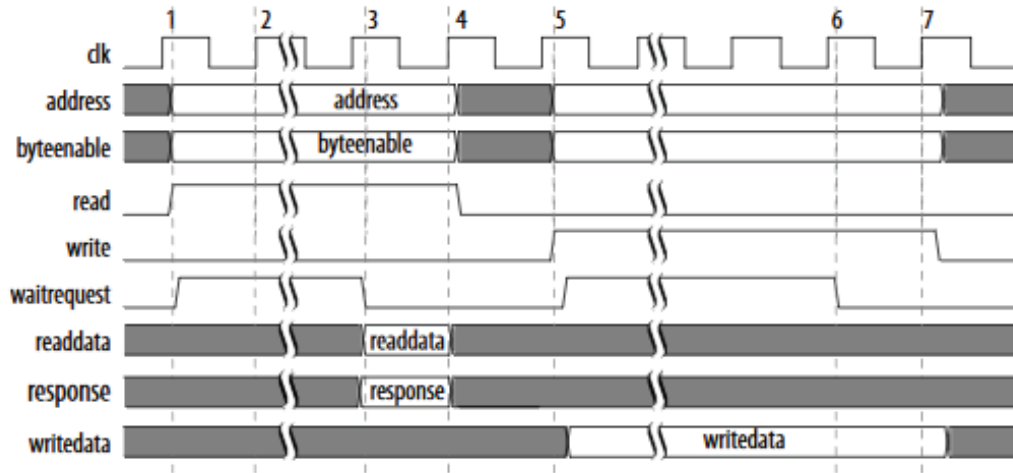 1 2 3 4 5 6 7
clk
address address
byteenable byteenable
read
write
waitrequest
readdata readdata
response response
writedata writedata